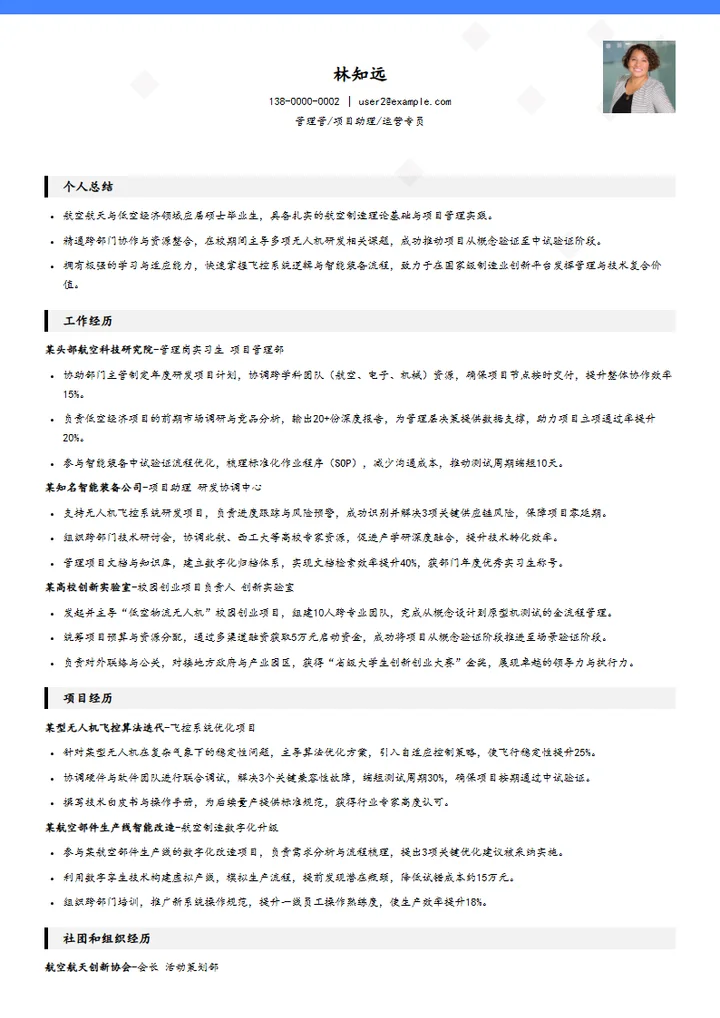 林知远
138-0000-0002 | user2@example.com
管理管/项目助理/运营专员
个人总结
• 航空航天与低空经济领域应届硕士毕业生，具备扎实的航空制造理论基础与项目管理实践。
• 精通跨部门协作与资源整合，在校期间主导多项无人机研发相关课题，成功推动项目从概念验证至中试验证阶段。
• 拥有极强的学习与适应能力，快速掌握飞控系统逻辑与智能装备流程，致力于在国家级制造业创新平台发挥管理与技术复合价
值。
工作经历
某头部航空科技研究院-管理岗实习生 项目管理部
• 协助部门主管制定年度研发项目计划，协调跨学科团队（航空、电子、机械）资源，确保项目节点按时交付，提升整体协作效率
15%。
• 负责低空经济项目的前期市场调研与竞品分析，输出20+份深度报告，为管理层决策提供数据支撑，助力项目立项通过率提升
20%。
• 参与智能装备中试验证流程优化，梳理标准化作业程序（SOP），减少沟通成本，推动测试周期缩短10天。
某知名智能装备公司-项目助理 研发协调中心
• 支持无人机飞控系统研发项目，负责进度跟踪与风险预警，成功识别并解决3项关键供应链风险，保障项目零延期。
• 组织跨部门技术研讨会，协调北航、西工大等高校专家资源，促进产学研深度融合，提升技术转化效率。
• 管理项目文档与知识库，建立数字化归档体系，实现文档检索效率提升40%，获部门年度优秀实习生称号。
某高校创新实验室-校园创业项目负责人 创新实验室
• 发起并主导“低空物流无人机”校园创业项目，组建10人跨专业团队，完成从概念设计到原型机测试的全流程管理。
• 统筹项目预算与资源分配，通过多渠道融资获取5万元启动资金，成功将项目从概念验证阶段推进至场景验证阶段。
• 负责对外联络与公关，对接地方政府与产业园区，获得“省级大学生创新创业大赛”金奖，展现卓越的领导力与执行力。
项目经历
某型无人机飞控算法迭代-飞控系统优化项目
• 针对某型无人机在复杂气象下的稳定性问题，主导算法优化方案，引入自适应控制策略，使飞行稳定性提升25%。
• 协调硬件与软件团队进行联合调试，解决3个关键兼容性故障，缩短测试周期30%，确保项目按期通过中试验证。
• 撰写技术白皮书与操作手册，为后续量产提供标准规范，获得行业专家高度认可。
某航空部件生产线智能改造-航空制造数字化升级
• 参与某航空部件生产线的数字化改造项目，负责需求分析与流程梳理，提出3项关键优化建议被采纳实施。
• 利用数字孪生技术构建虚拟产线，模拟生产流程，提前发现潜在瓶颈，降低试错成本约15万元。
• 组织跨部门培训，推广新系统操作规范，提升一线员工操作熟练度，使生产效率提升18%。
社团和组织经历
航空航天创新协会-会长 活动策划部